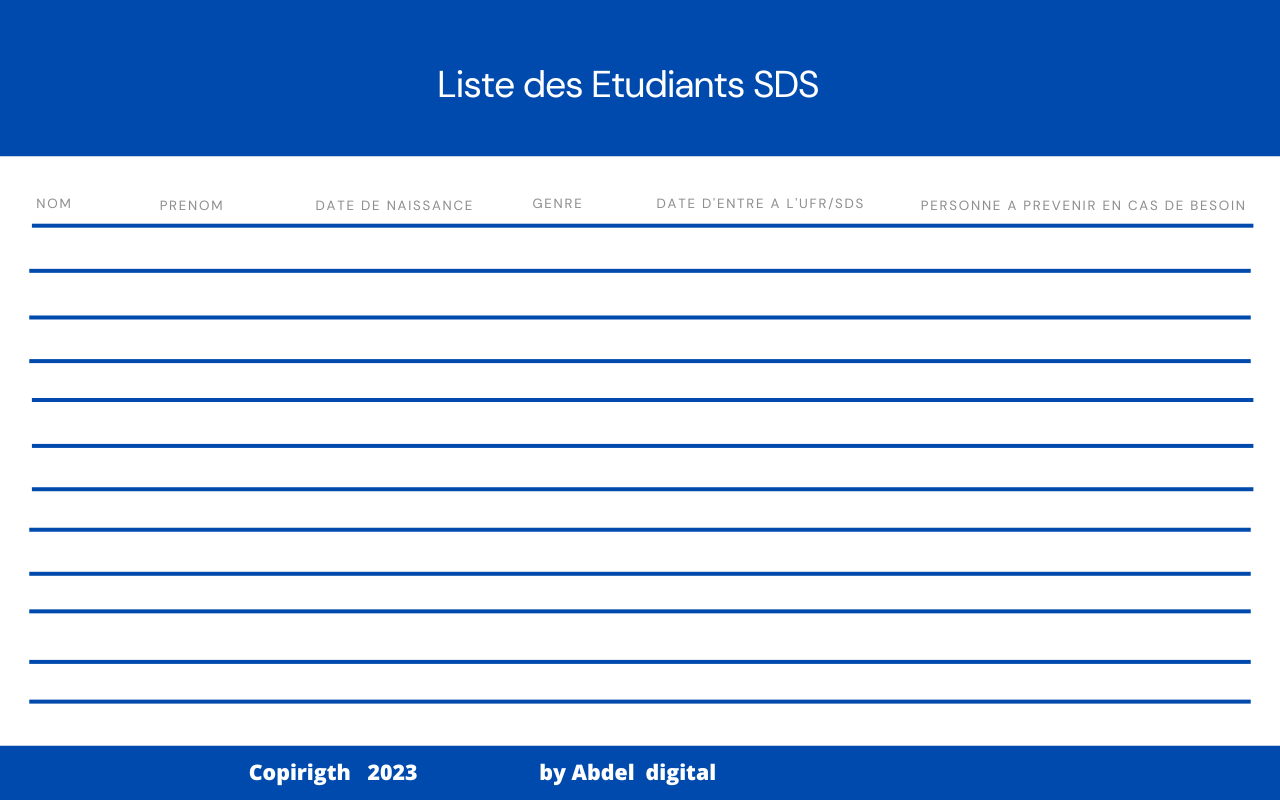 Liste des Etudiants SDS
NOM PRENOM DATE DE NAISSANCE GENRE DATE D'ENTRE A L'UFR/SDS PERSONNE A PREVENIR EN CAS DE BESOIN
Copirigth 2023 by Abdel digital